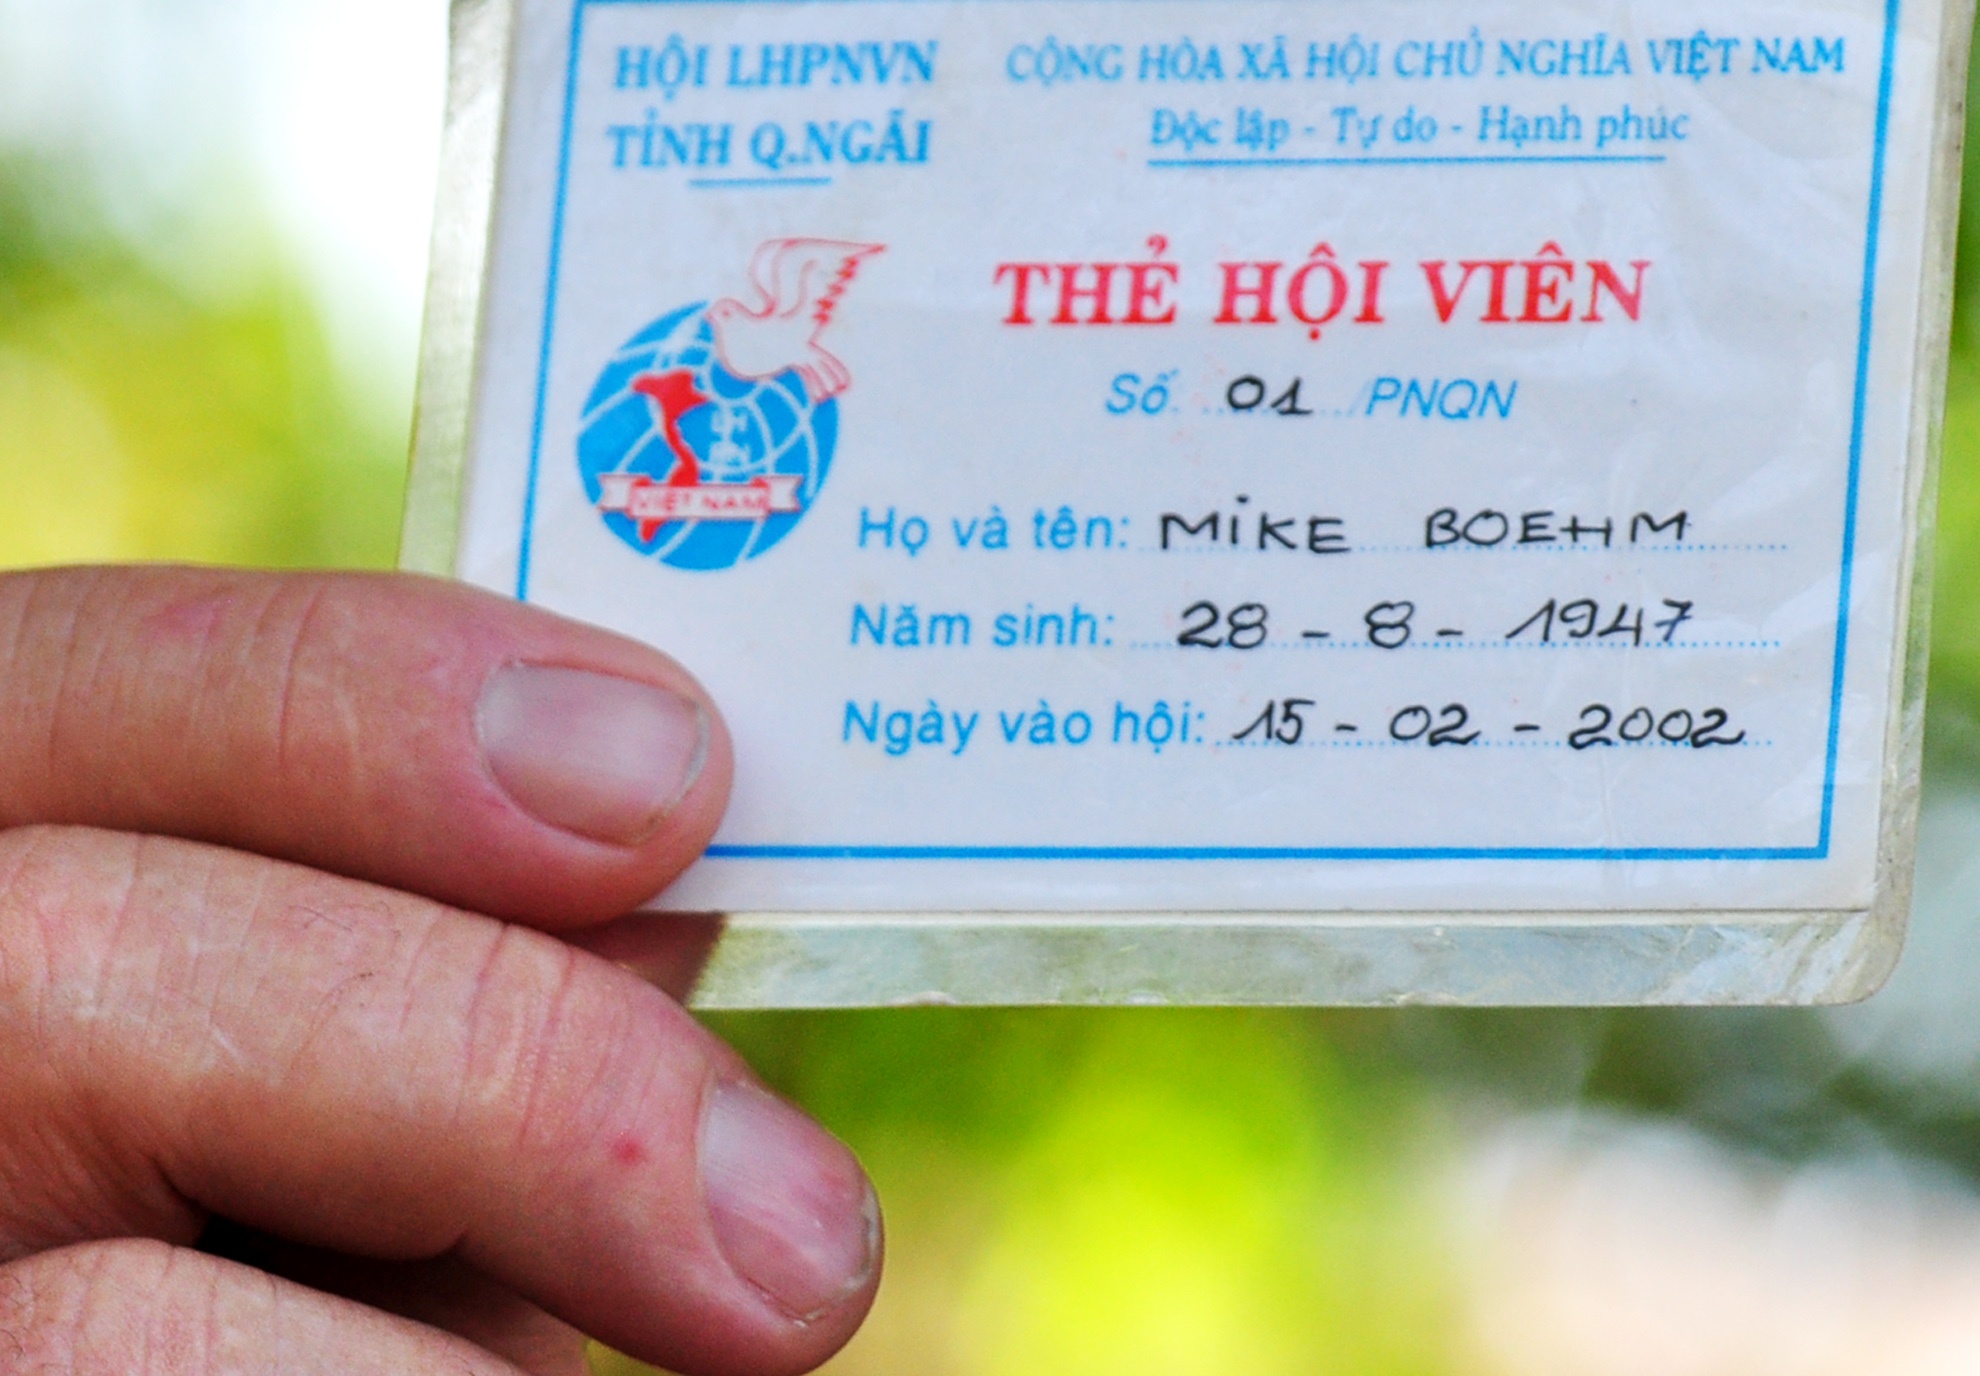 HỘI LHPNVN
TỈNH Q.NGÃI
CỘNG HÒA XÃ HỘI CHỦ NGHĨA VIỆT NAM
Độc lập - Tự do - Hạnh phúc
THẺ HỘI VIÊN
Số 01 /PNQN
VIỆT NAM
Họ và tên: MIKE BOEHM
Năm sinh: 28 - 8 - 1947
Ngày vào hội: 15 - 02 - 2002